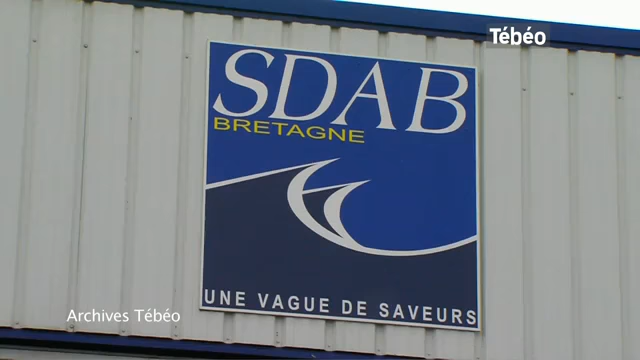 Tébéo
SDAB
BRETAGNE
UNE VAGUE DE SAVEURS
Archives Tébéo